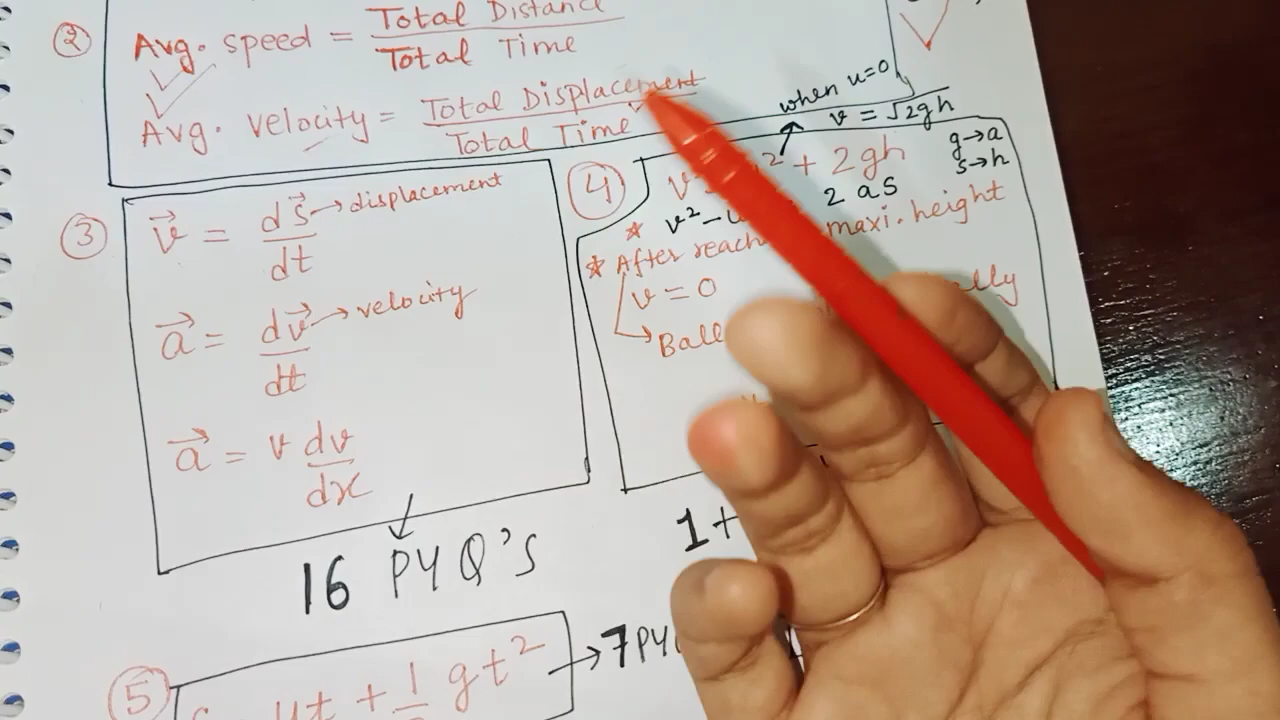 ② Avg. speed = Total Distance / Total Time
Avg. velocity = Total Displacement / Total Time
③ v⃗ = ds⃗/dt → displacement
a⃗ = dv⃗/dt → velocity
a⃗ = v dv/dx
16 PYQ'S
④ when u=0
v = √2gh
+ 2gh
g→a
s→h
v² –
2 as
* After maxi. height
v = 0
→ Ball
1+
⑤ ut + 1 gt² → 7PY